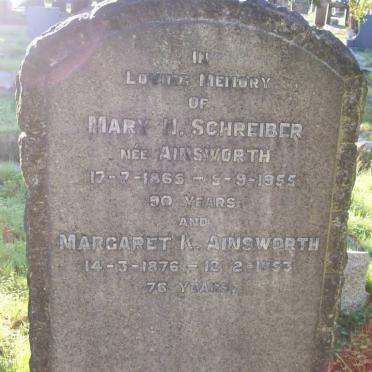 IN
LOVING MEMORY
OF
MARY H. SCHREIBER
NÉE AINSWORTH
17-7-1865 – 5-9-1955
90 YEARS
AND
MARGARET K. AINSWORTH
14-3-1876 – 12-2-1953
76 YEARS